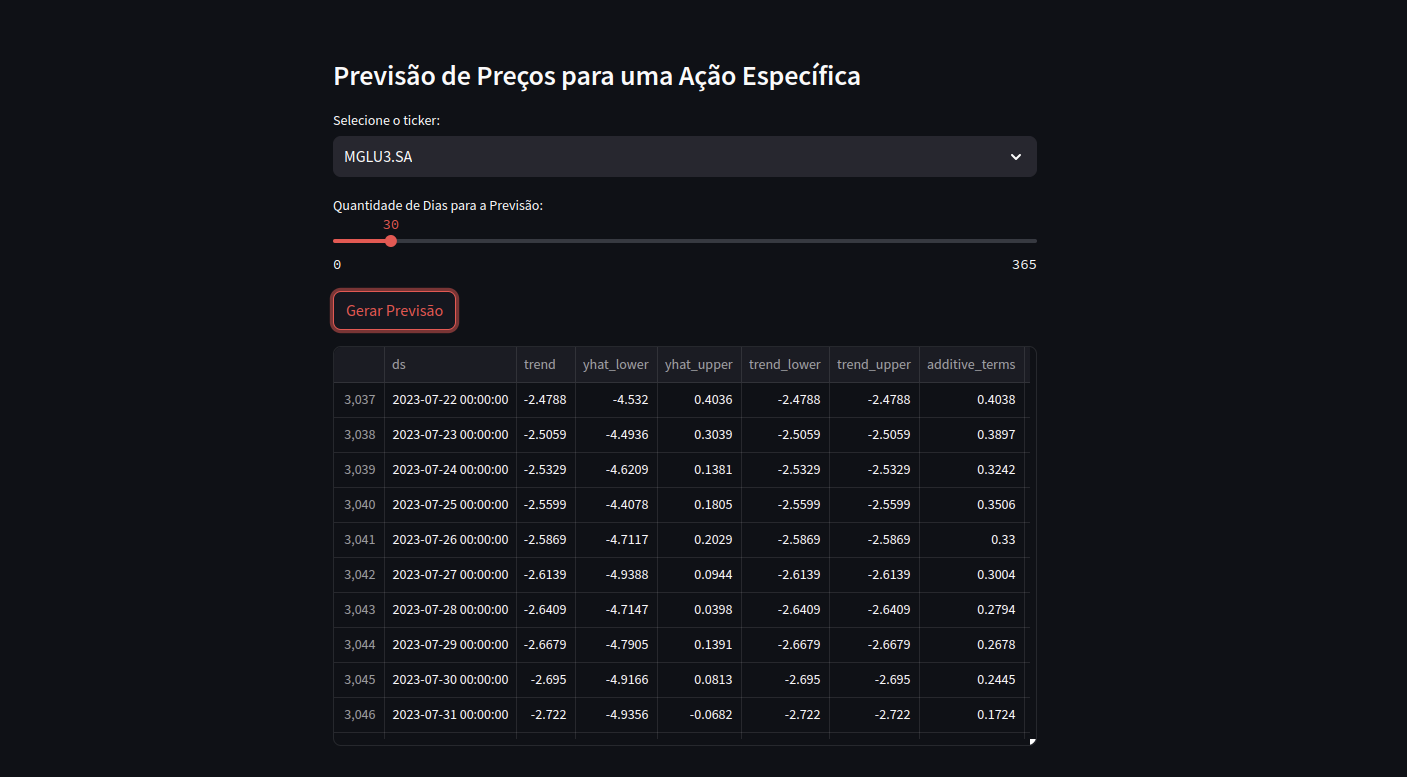 Previsão de Preços para uma Ação Específica
Selecione o ticker:
MGLU3.SA
Quantidade de Dias para a Previsão:
30
0 365
Gerar Previsão
ds trend yhat_lower yhat_upper trend_lower trend_upper additive_terms
3,037 2023-07-22 00:00:00 -2.4788 -4.532 0.4036 -2.4788 -2.4788 0.4038
3,038 2023-07-23 00:00:00 -2.5059 -4.4936 0.3039 -2.5059 -2.5059 0.3897
3,039 2023-07-24 00:00:00 -2.5329 -4.6209 0.1381 -2.5329 -2.5329 0.3242
3,040 2023-07-25 00:00:00 -2.5599 -4.4078 0.1805 -2.5599 -2.5599 0.3506
3,041 2023-07-26 00:00:00 -2.5869 -4.7117 0.2029 -2.5869 -2.5869 0.33
3,042 2023-07-27 00:00:00 -2.6139 -4.9388 0.0944 -2.6139 -2.6139 0.3004
3,043 2023-07-28 00:00:00 -2.6409 -4.7147 0.0398 -2.6409 -2.6409 0.2794
3,044 2023-07-29 00:00:00 -2.6679 -4.7905 0.1391 -2.6679 -2.6679 0.2678
3,045 2023-07-30 00:00:00 -2.695 -4.9166 0.0813 -2.695 -2.695 0.2445
3,046 2023-07-31 00:00:00 -2.722 -4.9356 -0.0682 -2.722 -2.722 0.1724